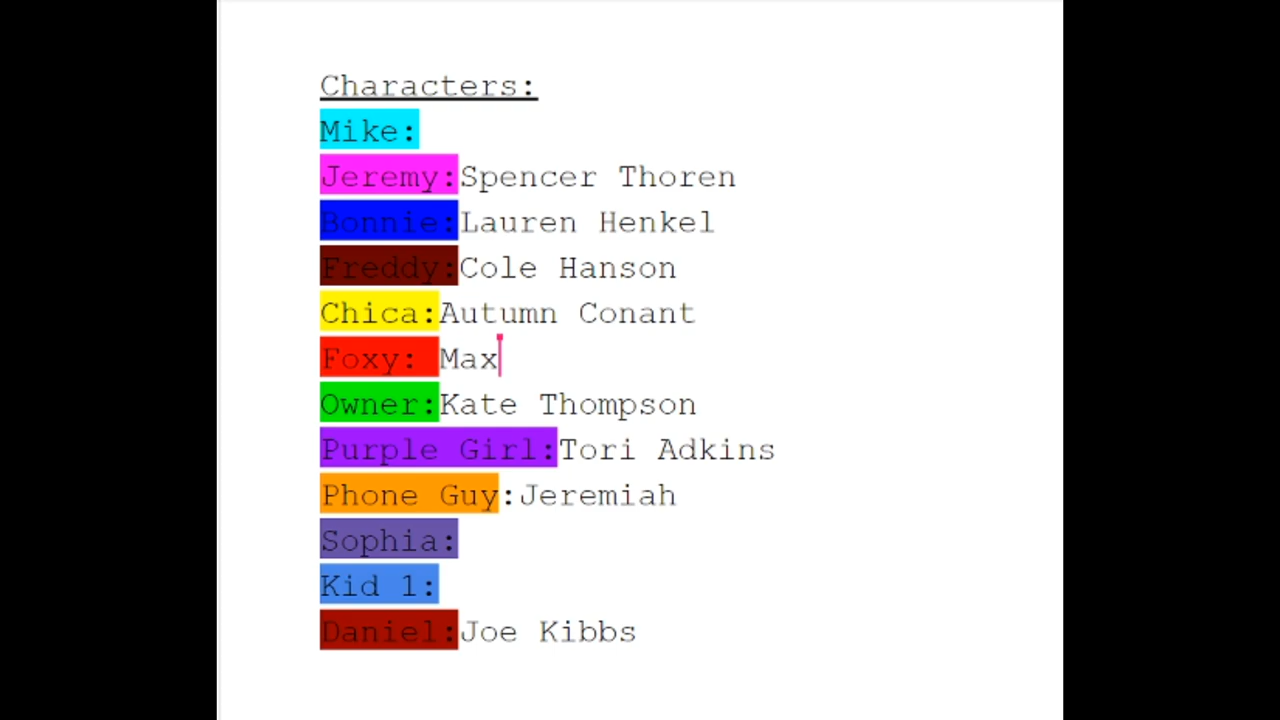 Characters:
Mike:
Jeremy:Spencer Thoren
Bonnie:Lauren Henkel
Freddy:Cole Hanson
Chica:Autumn Conant
Foxy: Max
Owner:Kate Thompson
Purple Girl:Tori Adkins
Phone Guy:Jeremiah
Sophia:
Kid 1:
Daniel:Joe Kibbs